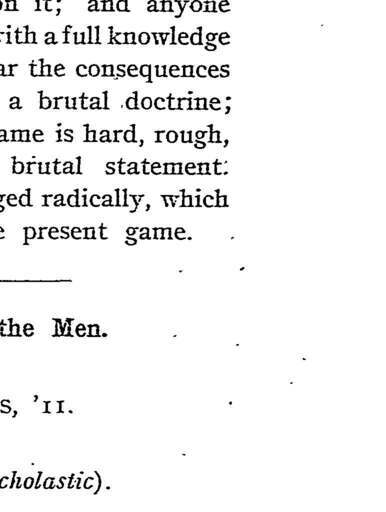 on it; and anyone
with a full knowledge
ar the consequences
a brutal doctrine;
ame is hard, rough,
brutal statement:
ged radically, which
e present game.
the Men.
s, '11.
cholastic).